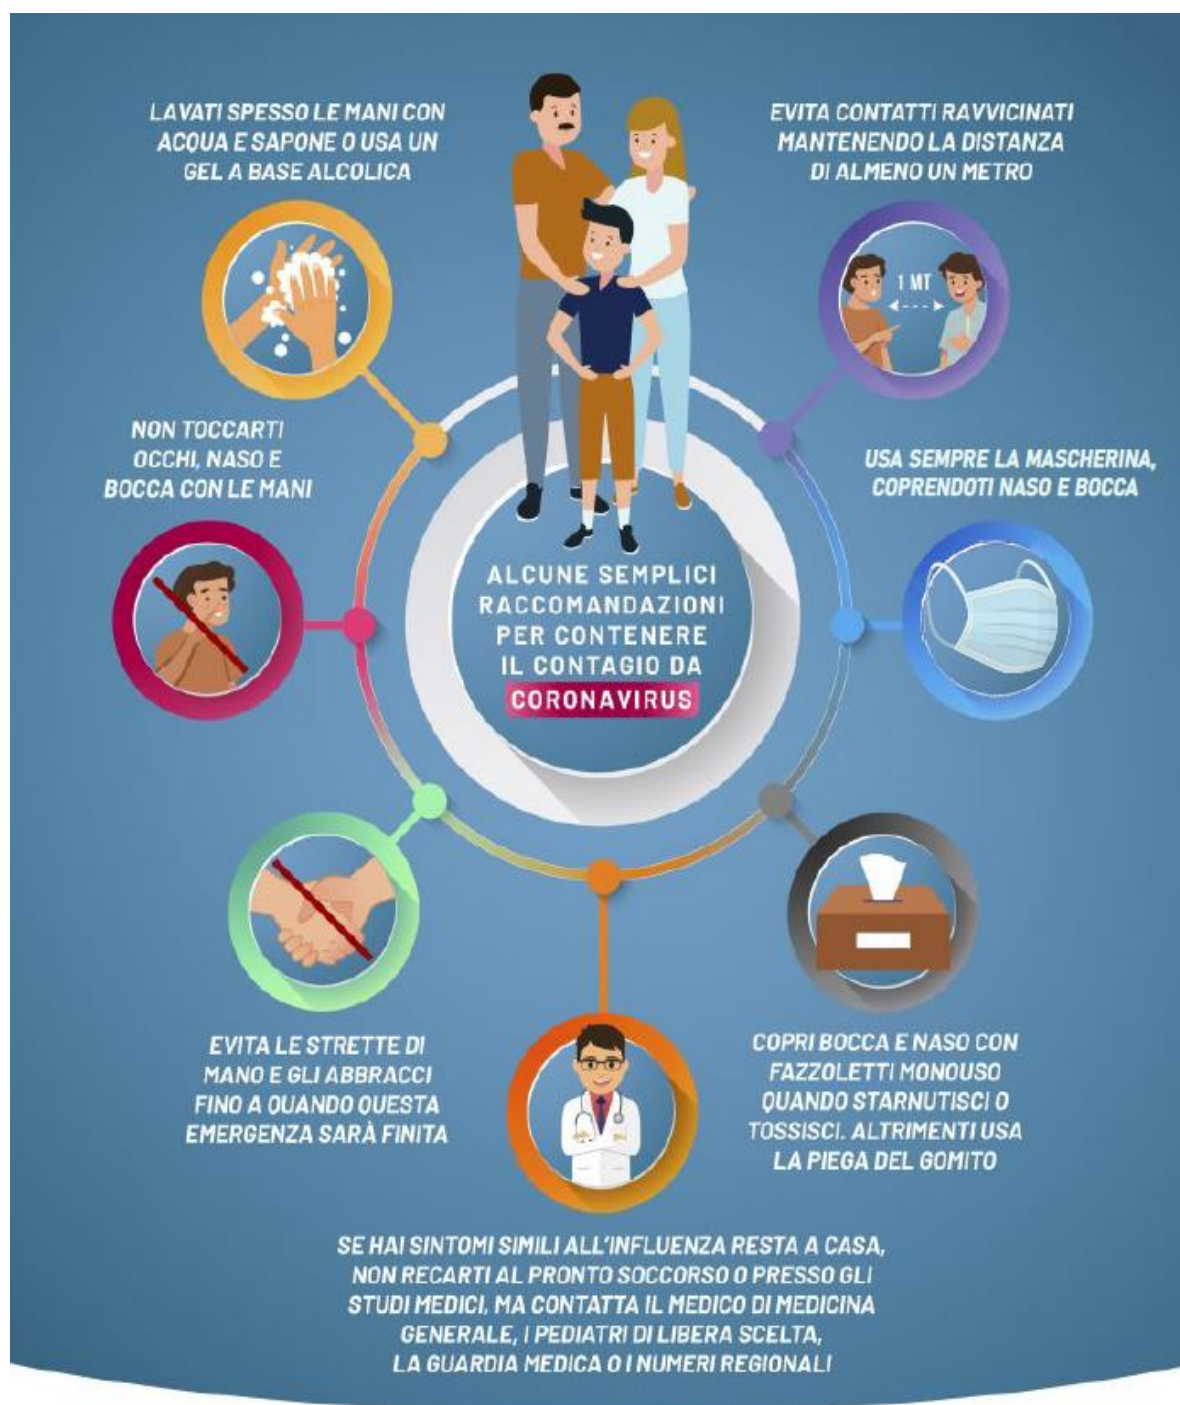 LAVATI SPESSO LE MANI CON
ACQUA E SAPONE O USA UN
GEL A BASE ALCOLICA
EVITA CONTATTI RAVVICINATI
MANTENENDO LA DISTANZA
DI ALMENO UN METRO
1 MT
NON TOCCARTI
OCCHI, NASO E
BOCCA CON LE MANI
USA SEMPRE LA MASCHERINA,
COPRENDOTI NASO E BOCCA
ALCUNE SEMPLICI
RACCOMANDAZIONI
PER CONTENERE
IL CONTAGIO DA
CORONAVIRUS
EVITA LE STRETTE DI
MANO E GLI ABBRACCI
FINO A QUANDO QUESTA
EMERGENZA SARÀ FINITA
COPRI BOCCA E NASO CON
FAZZOLETTI MONOUSO
QUANDO STARNUTISCI O
TOSSISCI. ALTRIMENTI USA
LA PIEGA DEL GOMITO
SE HAI SINTOMI SIMILI ALL'INFLUENZA RESTA A CASA,
NON RECARTI AL PRONTO SOCCORSO O PRESSO GLI
STUDI MEDICI, MA CONTATTA IL MEDICO DI MEDICINA
GENERALE, I PEDIATRI DI LIBERA SCELTA,
LA GUARDIA MEDICA O I NUMERI REGIONALI